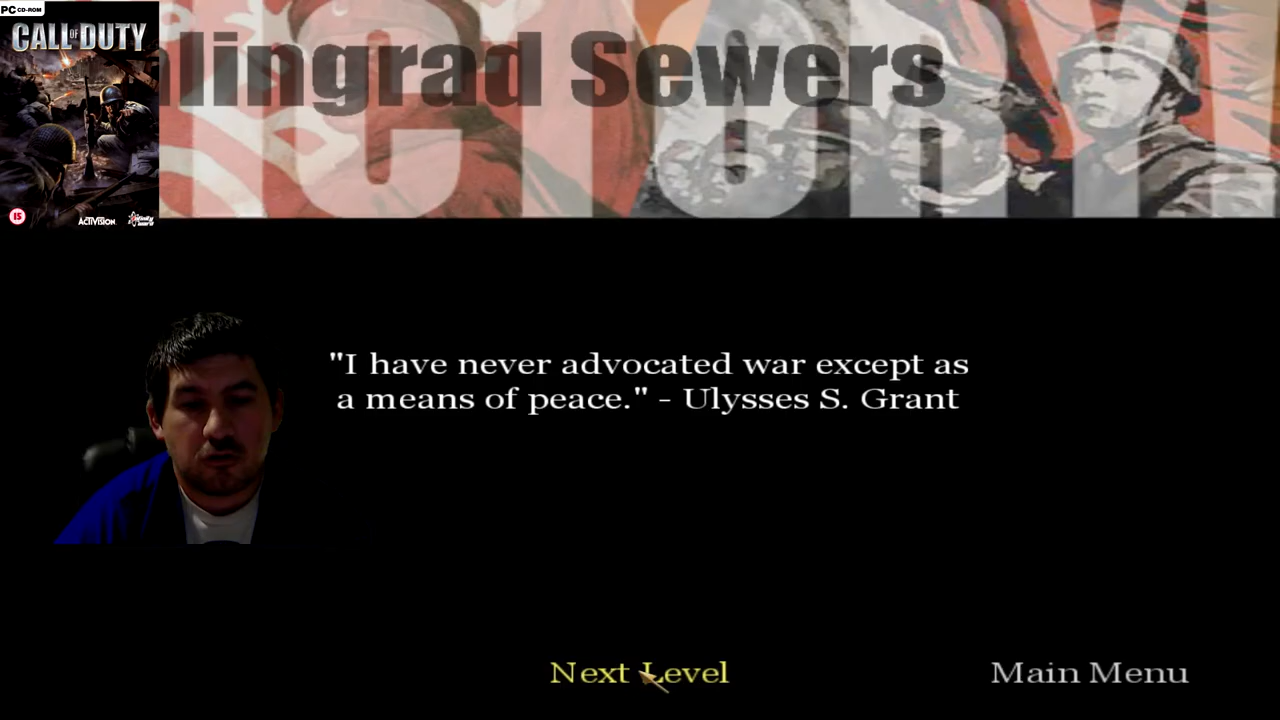 PC CD-ROM
CALL OF DUTY
lingrad Sewers
VICTORY!
15
ACTIVISION
"I have never advocated war except as
a means of peace." - Ulysses S. Grant
Next Level
Main Menu